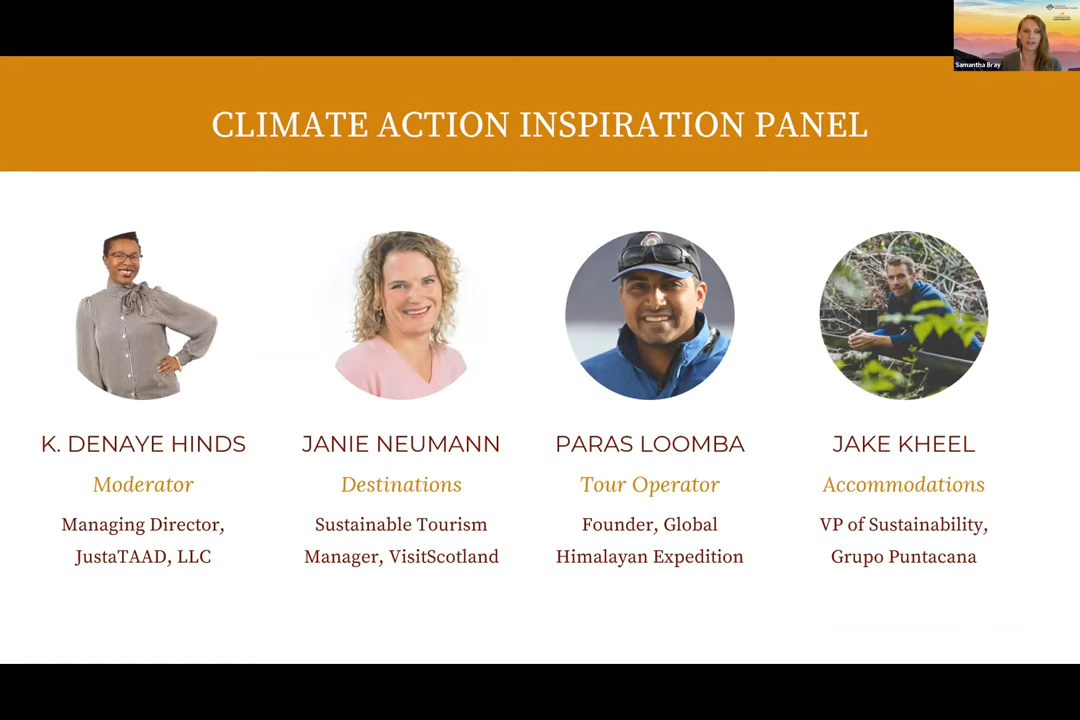 Samantha Bray
CLIMATE ACTION INSPIRATION PANEL
K. DENAYE HINDS
Moderator
Managing Director,
JustaTAAD, LLC
JANIE NEUMANN
Destinations
Sustainable Tourism
Manager, VisitScotland
PARAS LOOMBA
Tour Operator
Founder, Global
Himalayan Expedition
JAKE KHEEL
Accommodations
VP of Sustainability,
Grupo Puntacana